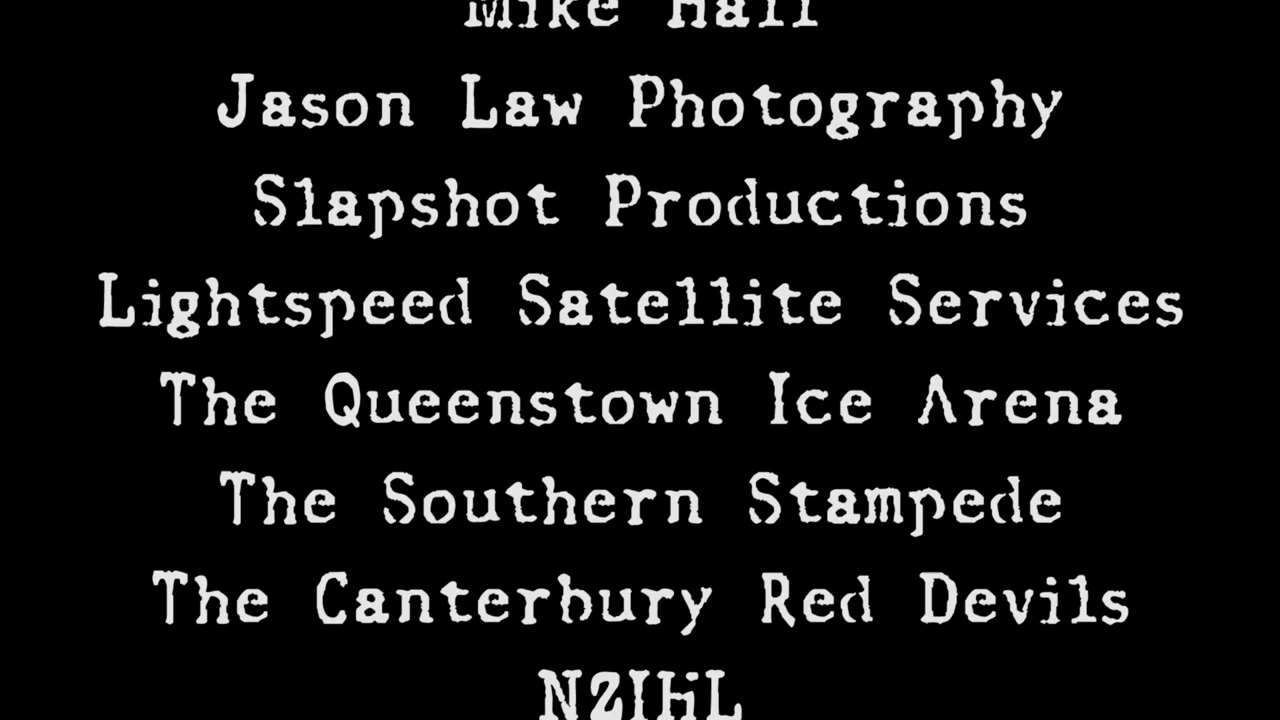 Mike Hall
Jason Law Photography
Slapshot Productions
Lightspeed Satellite Services
The Queenstown Ice Arena
The Southern Stampede
The Canterbury Red Devils
NZIHL